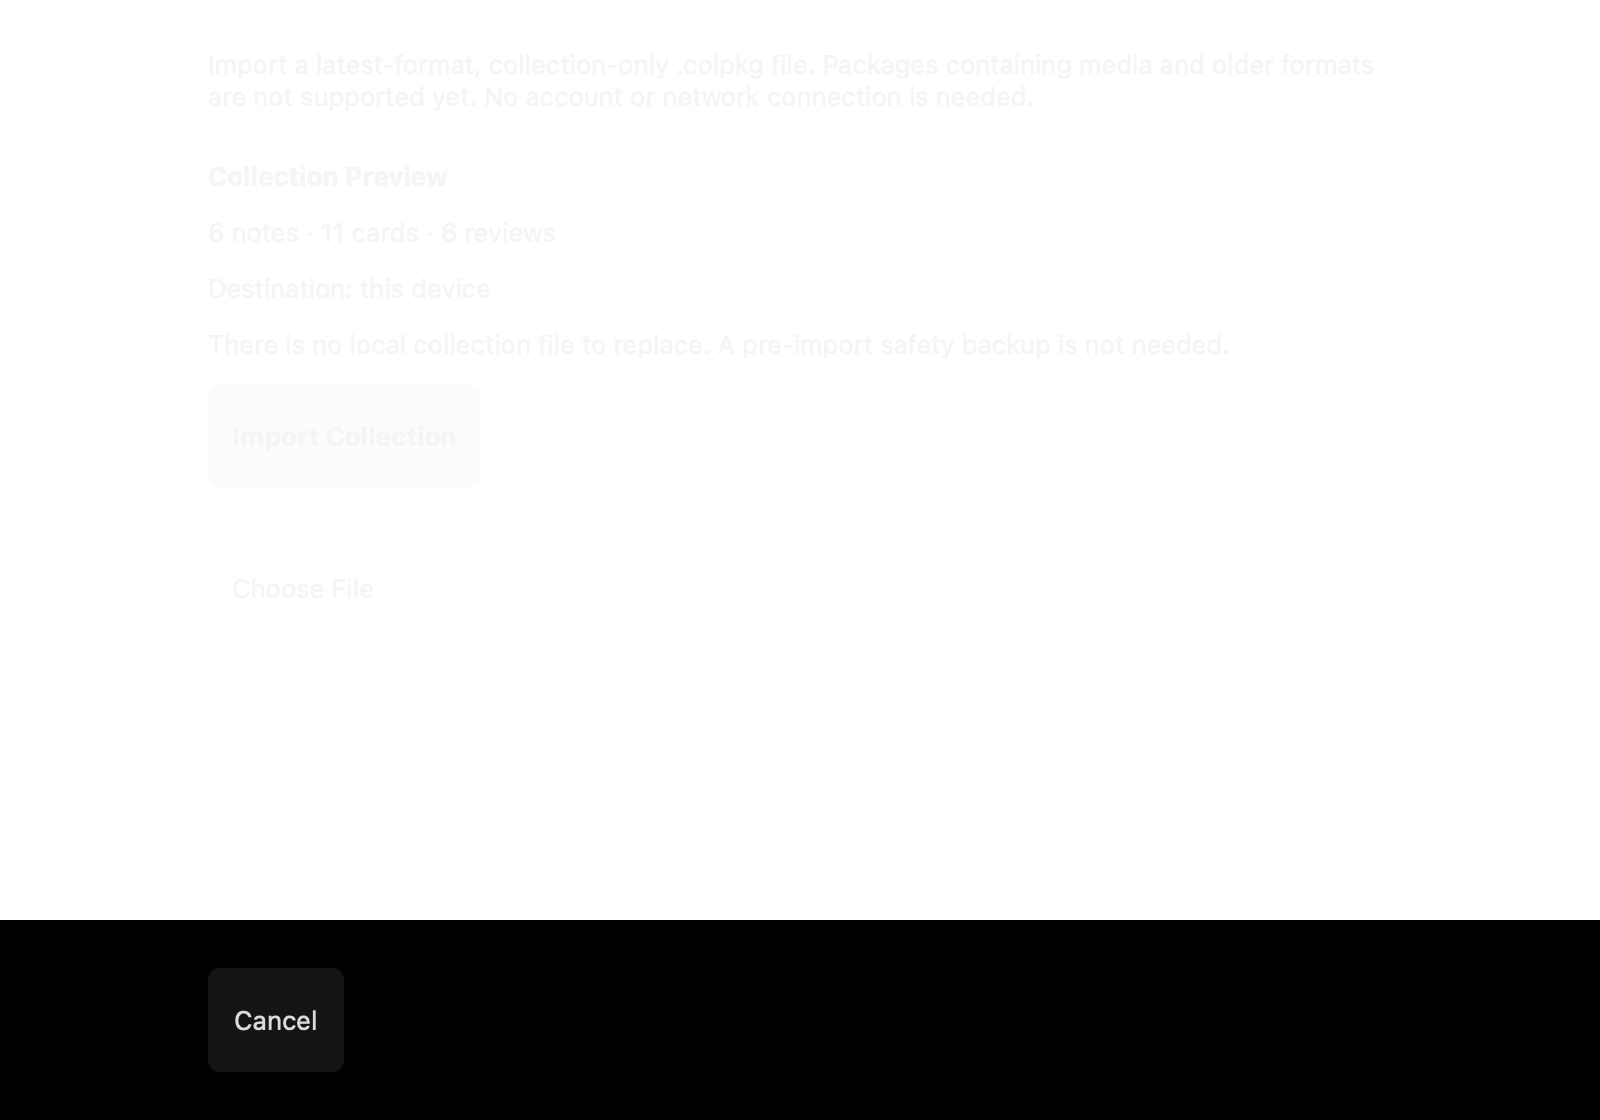 Import a latest-format, collection-only .colpkg file. Packages containing media and older formats
are not supported yet. No account or network connection is needed.
Collection Preview
6 notes · 11 cards · 6 reviews
Destination: this device
There is no local collection file to replace. A pre-import safety backup is not needed.
Import Collection
Choose File
Cancel